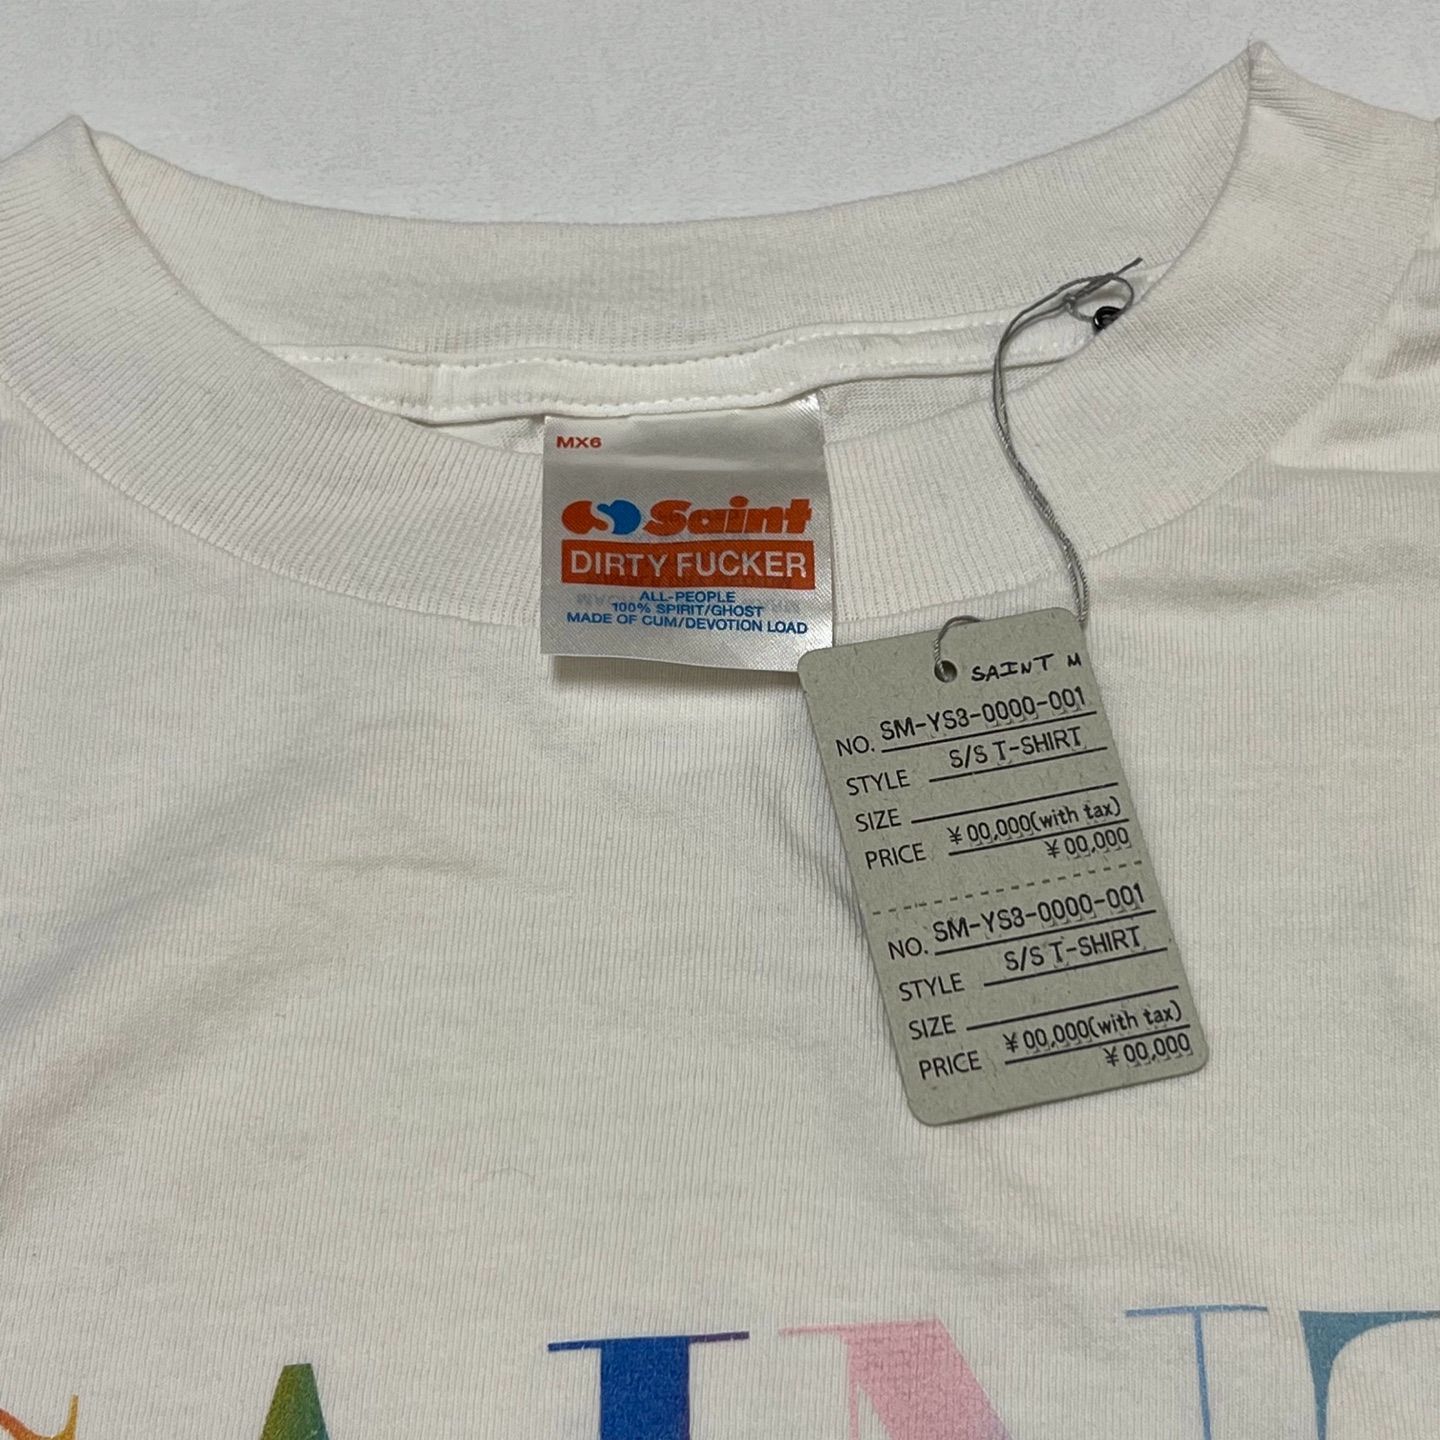 MX6
Saint
DIRTY FUCKER
ALL-PEOPLE
100% SPIRIT/GHOST
MADE OF CUM/DEVOTION LOAD
SAINT M
NO. SM-YS3-0000-001
STYLE S/S T-SHIRT
SIZE
PRICE ¥00,000(with tax)
¥00,000
NO. SM-YS3-0000-001
STYLE S/S T-SHIRT
SIZE
PRICE ¥00,000(with tax)
¥00,000